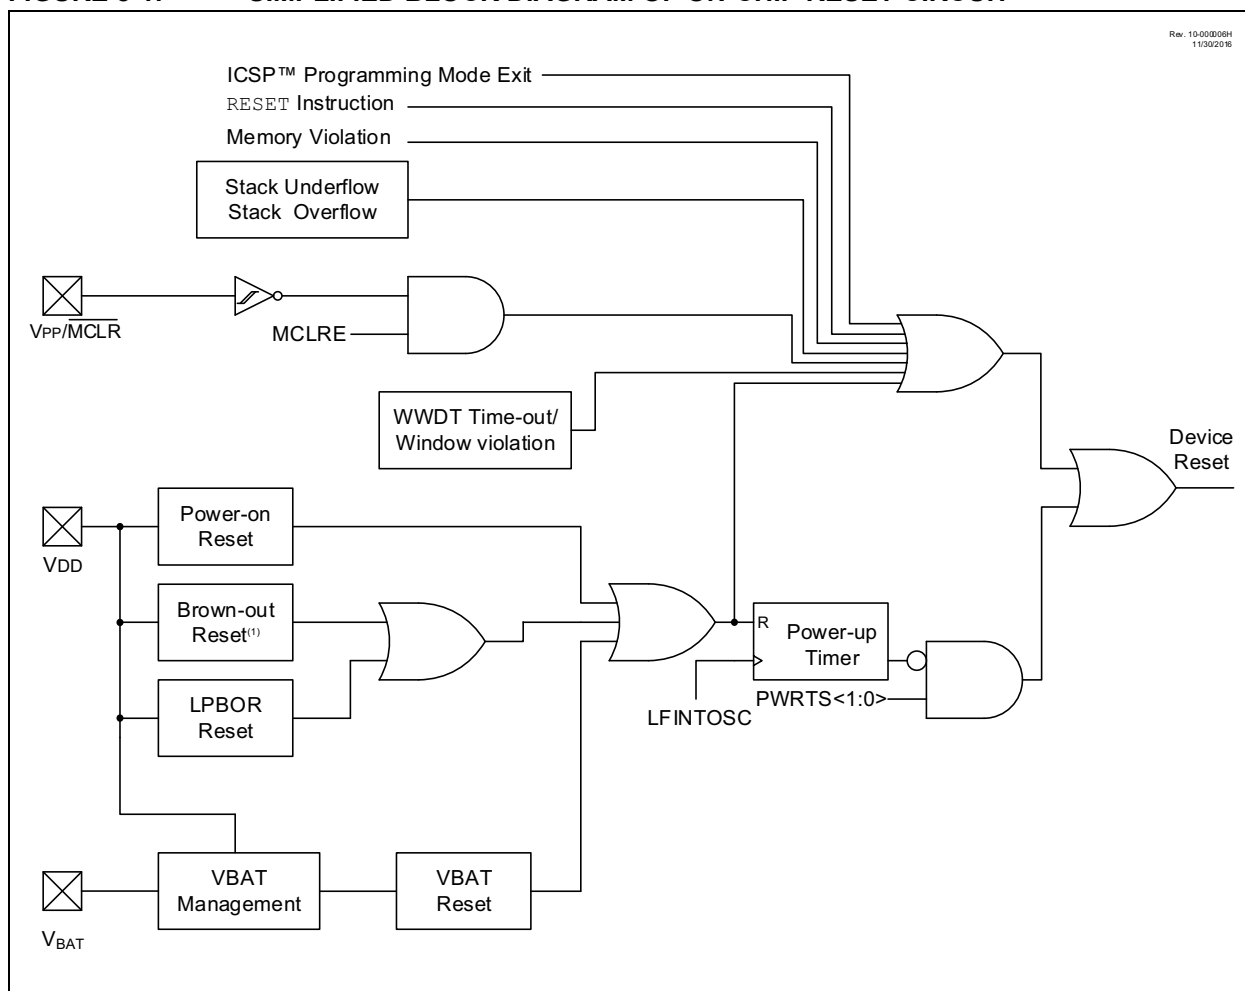 Rev. 10-000006H
11/30/2016
ICSP™ Programming Mode Exit
RESET Instruction
Memory Violation
Stack Underflow
Stack Overflow
VPP/MCLR
MCLRE
WWDT Time-out/
Window violation
Device
Reset
Power-on
Reset
VDD
Brown-out
Reset(1)
R
Power-up
Timer
LPBOR
Reset
LFINTOSC
PWRTS<1:0>
VBAT
Management
VBAT
Reset
VBAT